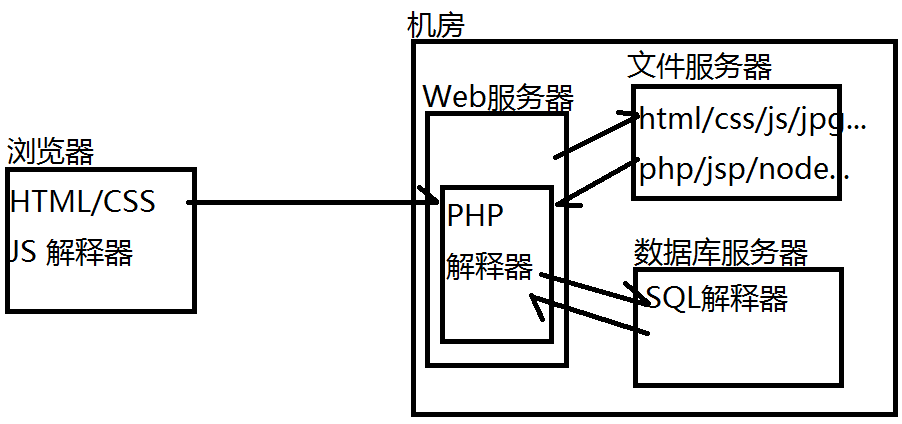 机房
文件服务器
Web服务器
html/css/js/jpg...
php/jsp/node...
浏览器
HTML/CSS
JS 解释器
PHP
解释器
数据库服务器
SQL解释器